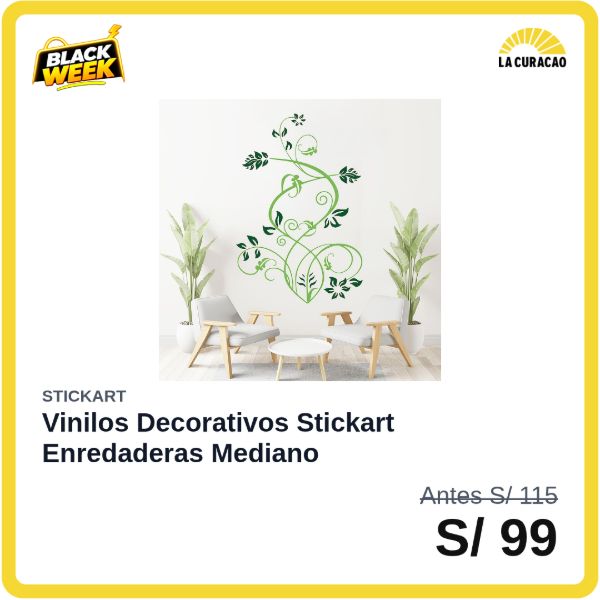 BLACK
WEEK
LA CURACAO
STICKART
Vinilos Decorativos Stickart
Enredaderas Mediano
Antes S/ 115
S/ 99